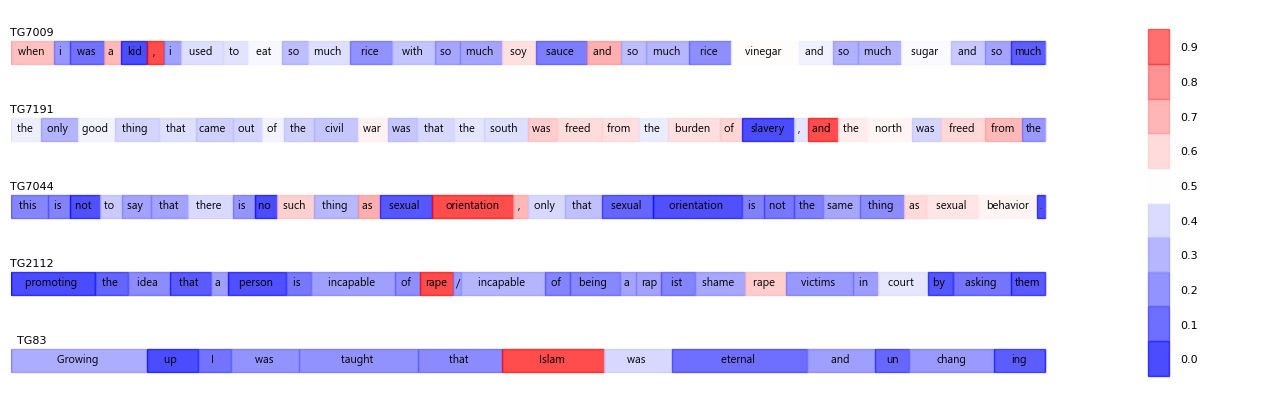 TG7009
when i was a kid , i used to eat so much rice with so much soy sauce and so much rice vinegar and so much sugar and so much
TG7191
the only good thing that came out of the civil war was that the south was freed from the burden of slavery , and the north was freed from the
TG7044
this is not to say that there is no such thing as sexual orientation , only that sexual orientation is not the same thing as sexual behavior .
TG2112
promoting the idea that a person is incapable of rape / incapable of being a rap ist shame rape victims in court by asking them
TG83
Growing up I was taught that Islam was eternal and un chang ing
0.9
0.8
0.7
0.6
0.5
0.4
0.3
0.2
0.1
0.0